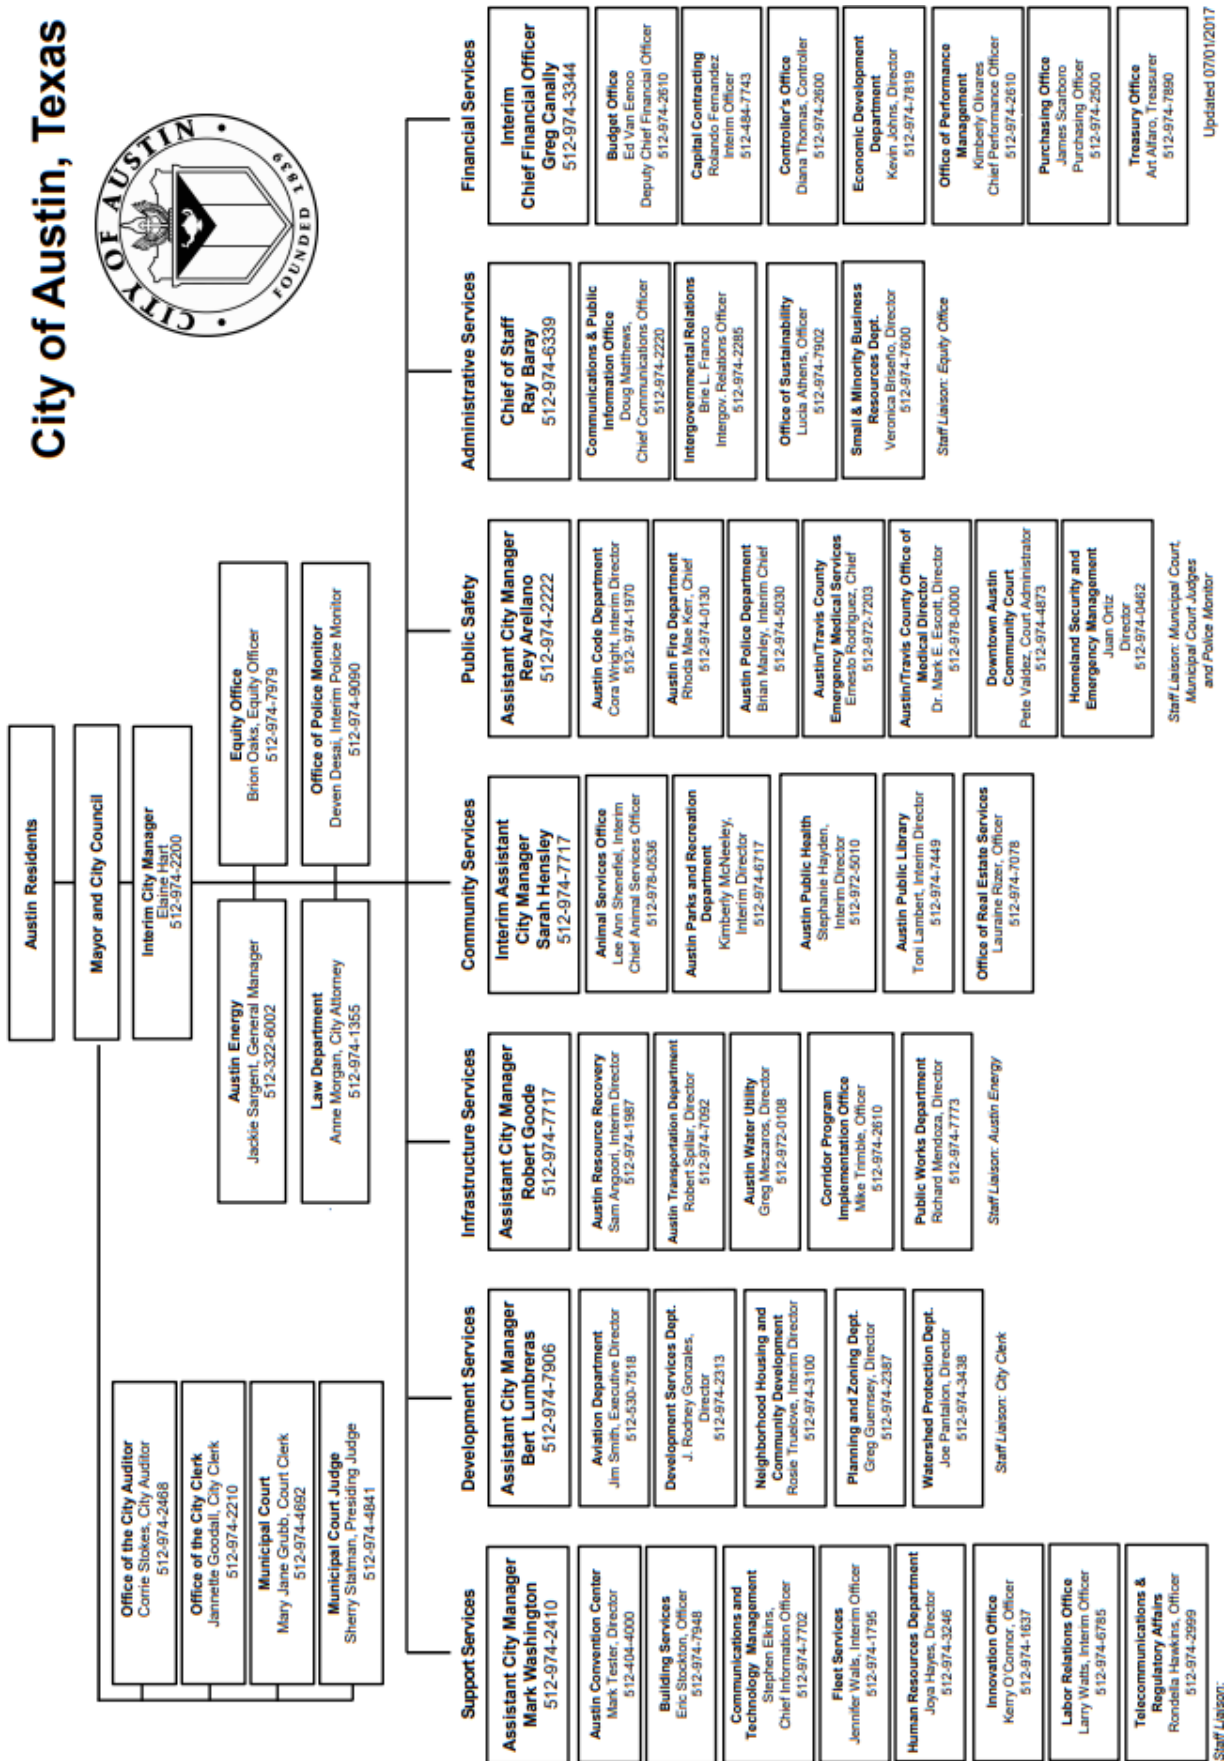 City of Austin, Texas
CITY OF AUSTIN
FOUNDED 1839
Austin Residents
Mayor and City Council
Interim City Manager
Elaine Hart
512-974-2200
Office of the City Auditor
Corrie Stokes, City Auditor
512-974-2468
Office of the City Clerk
Jannette Goodall, City Clerk
512-974-2210
Municipal Court
Mary Jane Grubb, Court Clerk
512-974-4692
Municipal Court Judge
Sherry Statman, Presiding Judge
512-974-4841
Austin Energy
Jackie Sargent, General Manager
512-322-6002
Law Department
Anne Morgan, City Attorney
512-974-1355
Equity Office
Brion Oaks, Equity Officer
512-974-7979
Office of Police Monitor
Deven Desai, Interim Police Monitor
512-974-9090
Support Services
Assistant City Manager
Mark Washington
512-974-2410
Austin Convention Center
Mark Tester, Director
512-404-4000
Building Services
Eric Stockton, Officer
512-974-7948
Communications and
Technology Management
Stephen Elkins,
Chief Information Officer
512-974-7702
Fleet Services
Jennifer Walls, Interim Officer
512-974-1795
Human Resources Department
Joya Hayes, Director
512-974-3246
Innovation Office
Kerry O'Connor, Officer
512-974-1637
Labor Relations Office
Larry Watts, Interim Officer
512-974-6785
Telecommunications &
Regulatory Affairs
Rondella Hawkins, Officer
512-974-2999
Staff Liaison:
Development Services
Assistant City Manager
Bert Lumbreras
512-974-7906
Aviation Department
Jim Smith, Executive Director
512-530-7518
Development Services Dept.
J. Rodney Gonzales,
Director
512-974-2313
Neighborhood Housing and
Community Development
Rosie Truelove, Interim Director
512-974-3100
Planning and Zoning Dept.
Greg Guernsey, Director
512-974-2387
Watershed Protection Dept.
Joe Pantalion, Director
512-974-3438
Staff Liaison: City Clerk
Infrastructure Services
Assistant City Manager
Robert Goode
512-974-7717
Austin Resource Recovery
Sam Angoori, Interim Director
512-974-1987
Austin Transportation Department
Robert Spillar, Director
512-974-7092
Austin Water Utility
Greg Meszaros, Director
512-972-0108
Corridor Program
Implementation Office
Mike Trimble, Officer
512-974-2610
Public Works Department
Richard Mendoza, Director
512-974-7773
Staff Liaison: Austin Energy
Community Services
Interim Assistant
City Manager
Sarah Hensley
512-974-7717
Animal Services Office
Lee Ann Shenefiel, Interim
Chief Animal Services Officer
512-978-0536
Austin Parks and Recreation
Department
Kimberly McNeeley,
Interim Director
512-974-6717
Austin Public Health
Stephanie Hayden,
Interim Director
512-972-5010
Austin Public Library
Toni Lambert, Interim Director
512-974-7449
Office of Real Estate Services
Lauraine Rizer, Officer
512-974-7078
Public Safety
Assistant City Manager
Rey Arellano
512-974-2222
Austin Code Department
Cora Wright, Interim Director
512- 974-1970
Austin Fire Department
Rhoda Mae Kerr, Chief
512-974-0130
Austin Police Department
Brian Manley, Interim Chief
512-974-5030
Austin/Travis County
Emergency Medical Services
Ernesto Rodriguez, Chief
512-972-7203
Austin/Travis County Office of
Medical Director
Dr. Mark E. Escott, Director
512-978-0000
Downtown Austin
Community Court
Pete Valdez, Court Administrator
512-974-4873
Homeland Security and
Emergency Management
Juan Ortiz
Director
512-974-0462
Staff Liaison: Municipal Court,
Municipal Court Judges
and Police Monitor
Administrative Services
Chief of Staff
Ray Baray
512-974-6339
Communications & Public
Information Office
Doug Matthews,
Chief Communications Officer
512-974-2220
Intergovernmental Relations
Brie L. Franco
Intergov. Relations Officer
512-974-2285
Office of Sustainability
Lucia Athens, Officer
512-974-7902
Small & Minority Business
Resources Dept.
Veronica Briseño, Director
512-974-7600
Staff Liaison: Equity Office
Financial Services
Interim
Chief Financial Officer
Greg Canally
512-974-3344
Budget Office
Ed Van Eenoo
Deputy Chief Financial Officer
512-974-2610
Capital Contracting
Rolando Fernandez
Interim Officer
512-484-7743
Controller's Office
Diana Thomas, Controller
512-974-2600
Economic Development
Department
Kevin Johns, Director
512-974-7819
Office of Performance
Management
Kimberly Olivares
Chief Performance Officer
512-974-2610
Purchasing Office
James Scarboro
Purchasing Officer
512-974-2500
Treasury Office
Art Alfaro, Treasurer
512-974-7890
Updated 07/01/2017